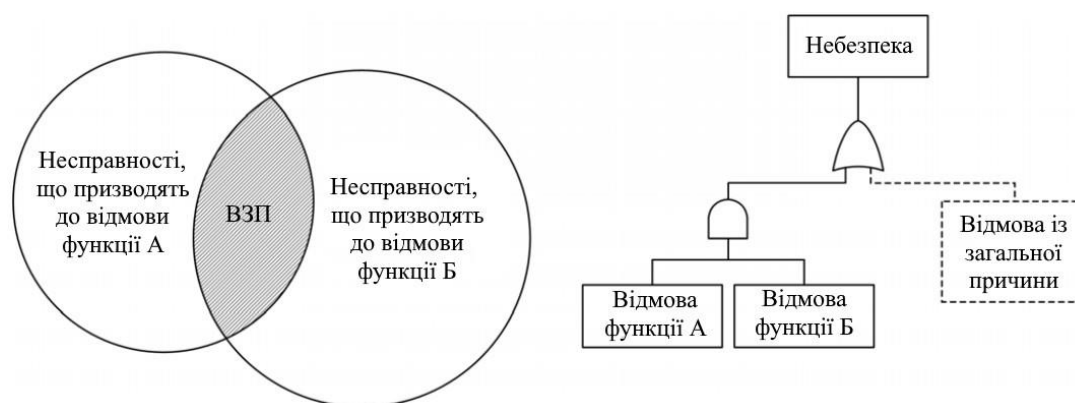 Несправності,
що призводять
до відмови
функції А
ВЗП
Несправності,
що призводять
до відмови
функції Б
Небезпека
Відмова
функції А
Відмова
функції Б
Відмова із
загальної
причини